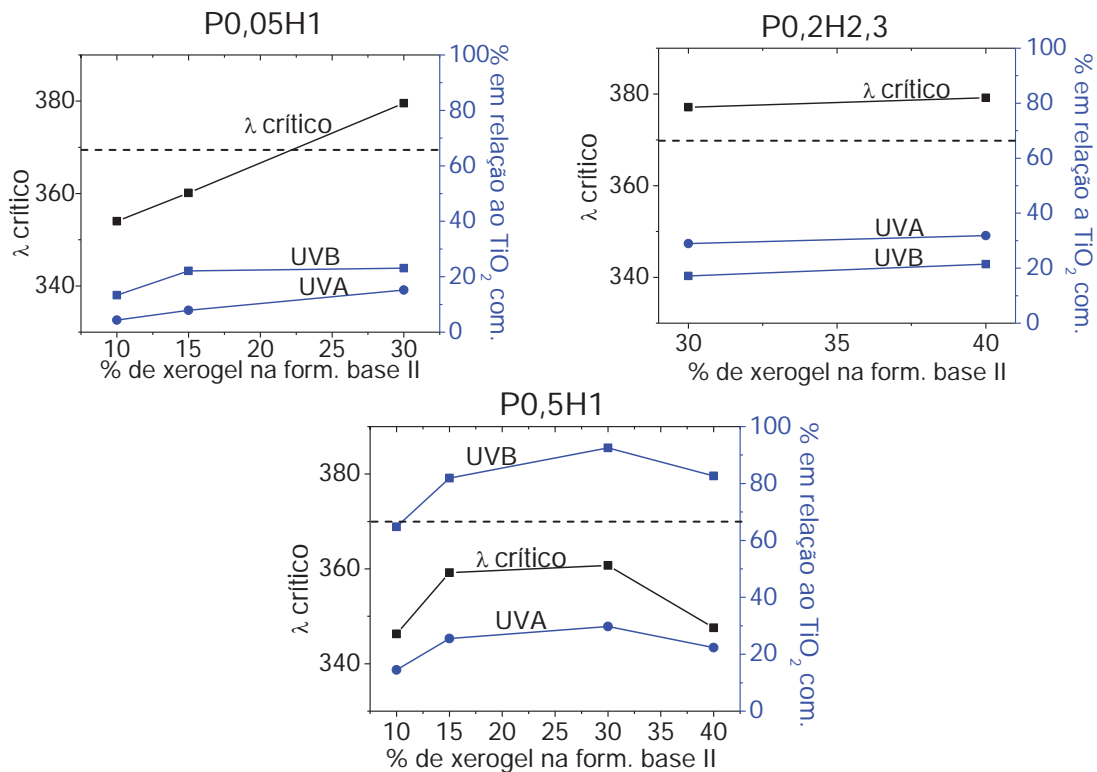 P0,05H1
380
360
340
λ crítico
λ crítico
UVB
UVA
100
80
60
40
20
0
% em relação ao TiO₂ com.
10 15 20 25 30
% de xerogel na form. base II
P0,2H2,3
380
360
340
λ crítico
λ crítico
UVA
UVB
100
80
60
40
20
0
% em relação a TiO₂ com.
30 35 40
% de xerogel na form. base II
P0,5H1
380
360
340
λ crítico
UVB
λ crítico
UVA
100
80
60
40
20
0
% em relação ao TiO₂ com.
10 15 20 25 30 35 40
% de xerogel na form. base II